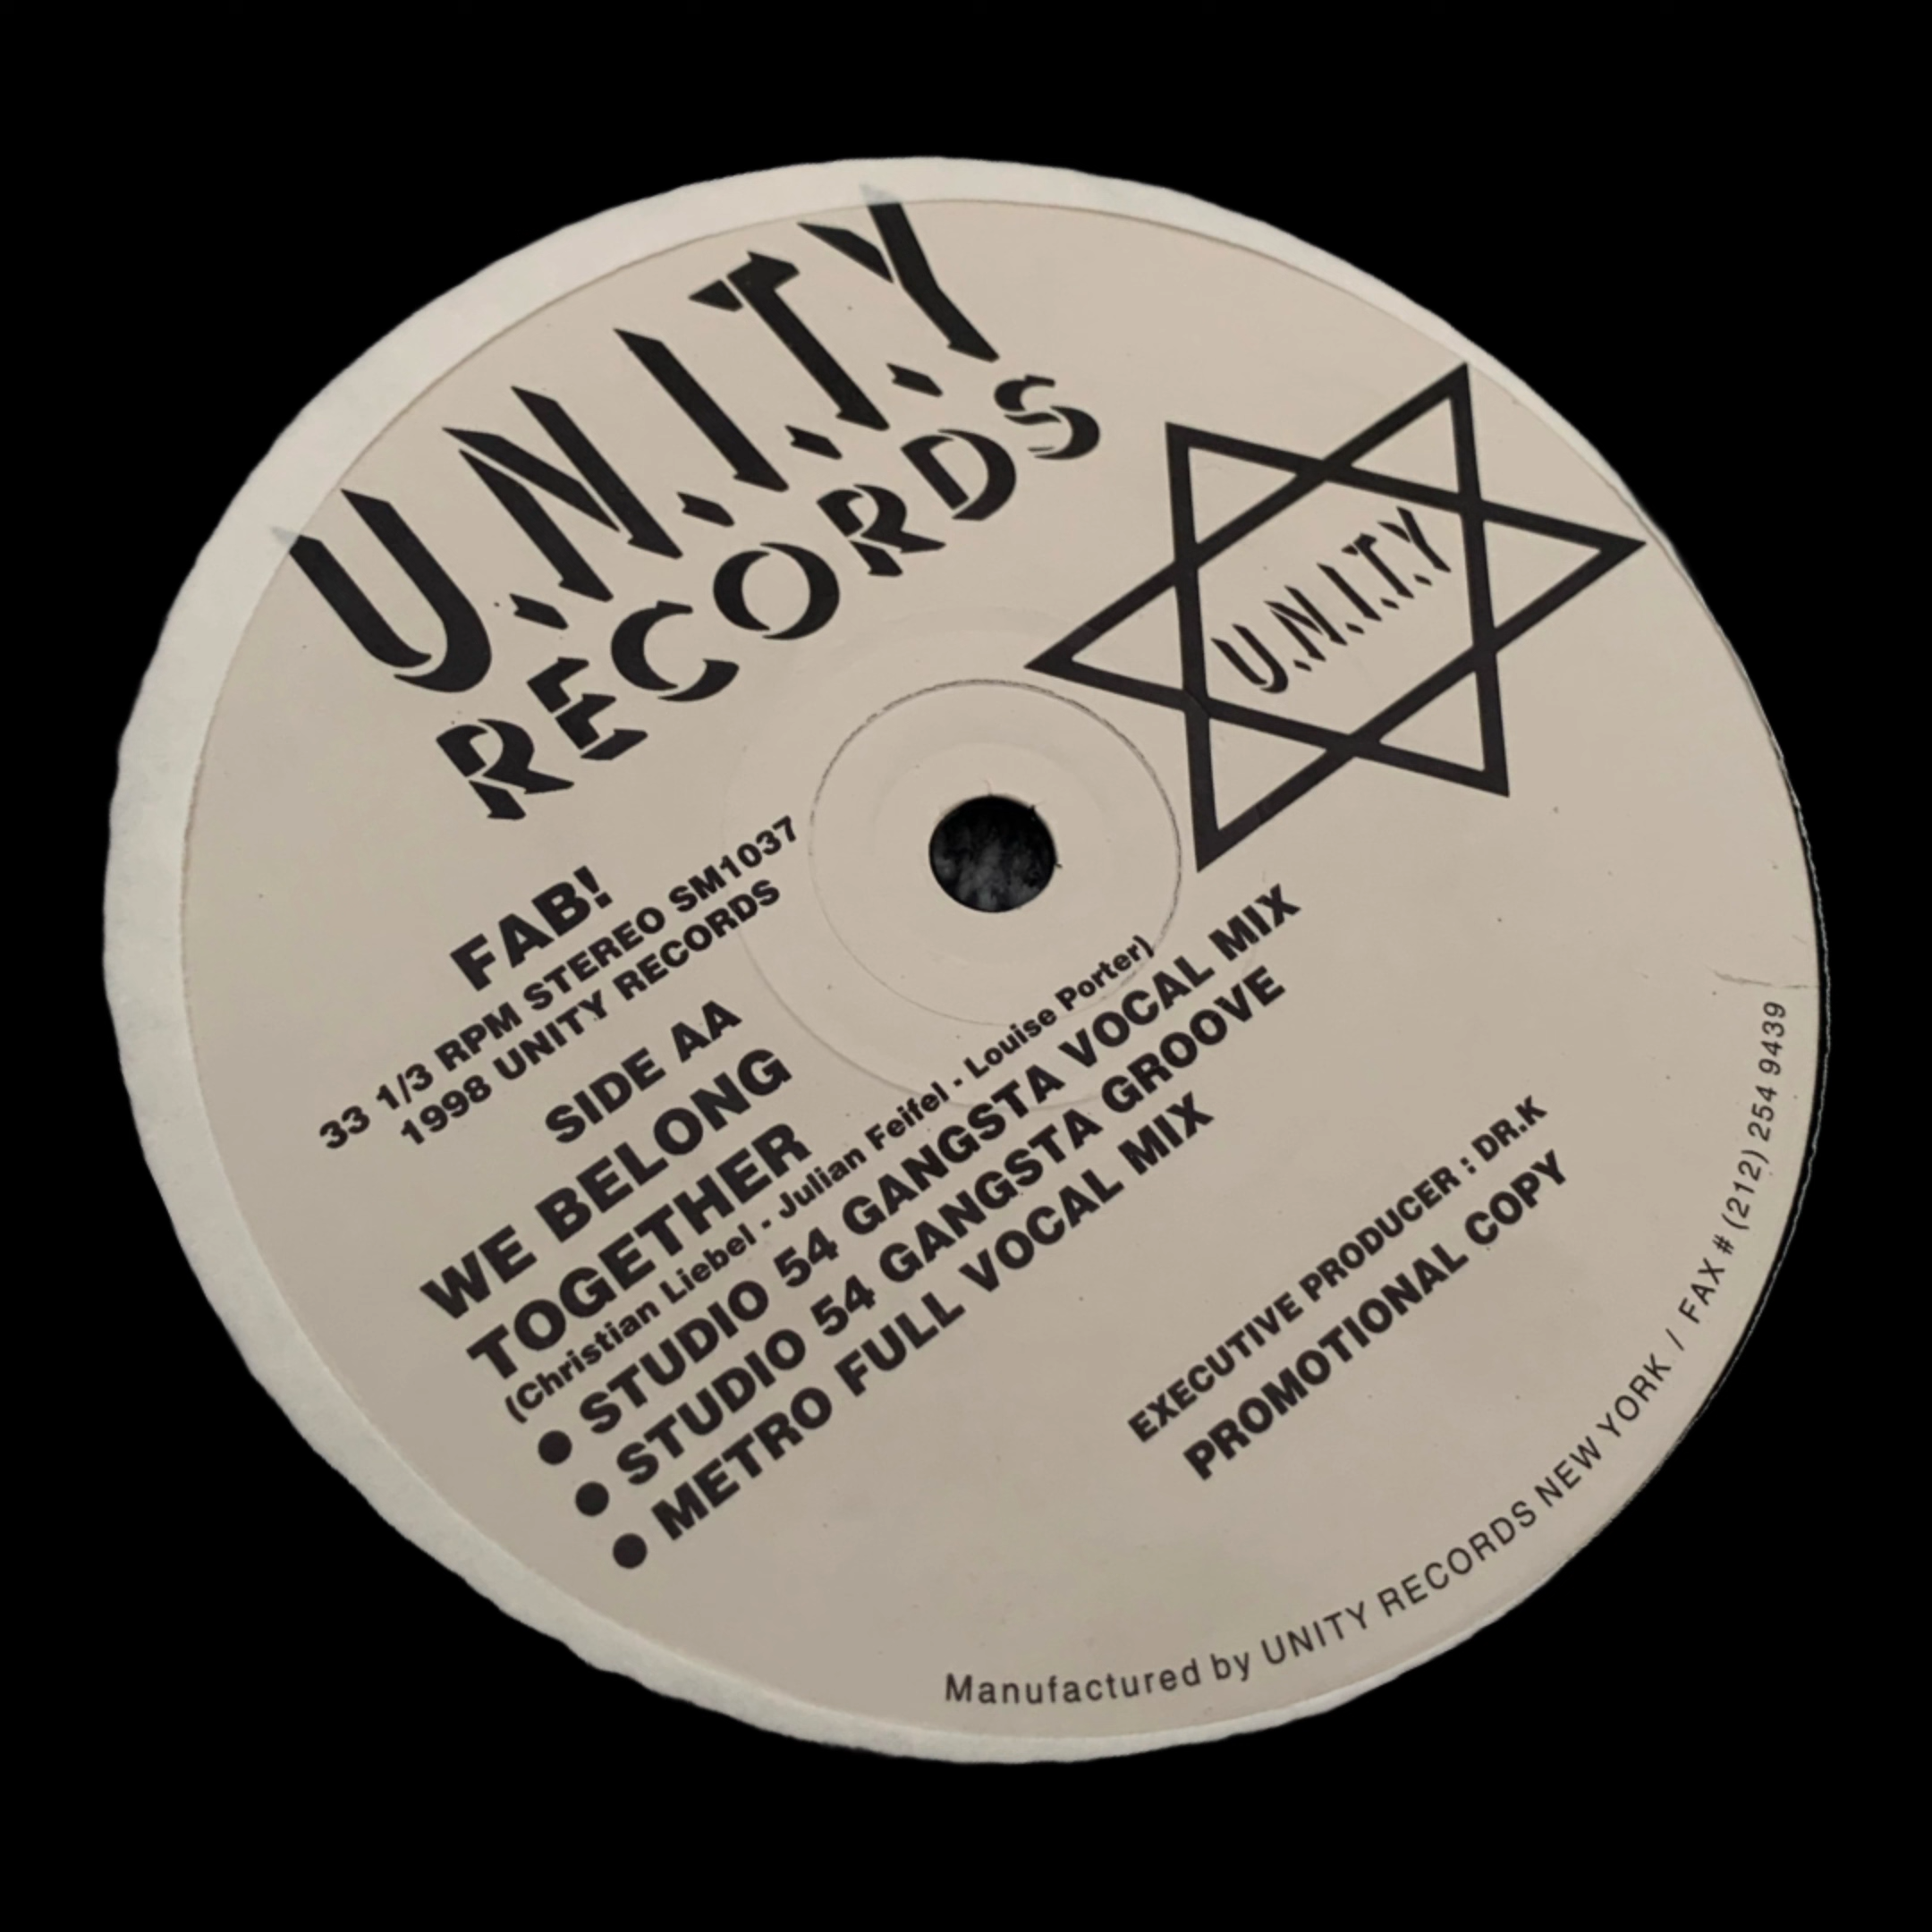 U.N.I.T.Y
RECORDS
U.N.I.T.Y
FAB!
33 1/3 RPM STEREO SM1037
1998 UNITY RECORDS
SIDE AA
WE BELONG
TOGETHER
(Christian Liebel - Julian Feifel - Louise Porter)
● STUDIO 54 GANGSTA VOCAL MIX
● STUDIO 54 GANGSTA GROOVE
● METRO FULL VOCAL MIX
EXECUTIVE PRODUCER : DR.K
PROMOTIONAL COPY
Manufactured by UNITY RECORDS NEW YORK / FAX # (212) 254 9439